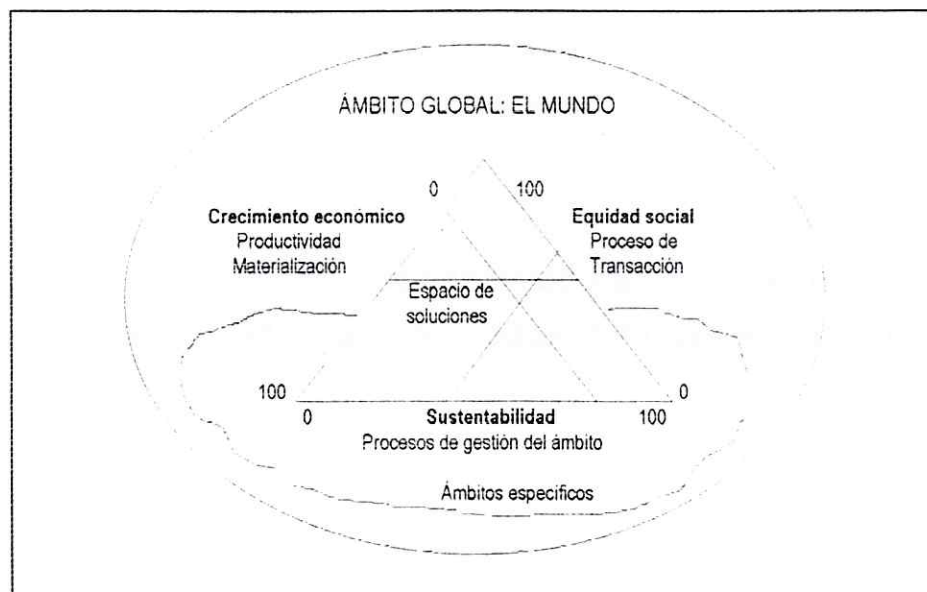 ÁMBITO GLOBAL: EL MUNDO
0
100
Crecimiento económico
Productividad
Materialización
Equidad social
Proceso de
Transacción
Espacio de
soluciones
100
0
0
100
Sustentabilidad
Procesos de gestión del ámbito
Ámbitos específicos